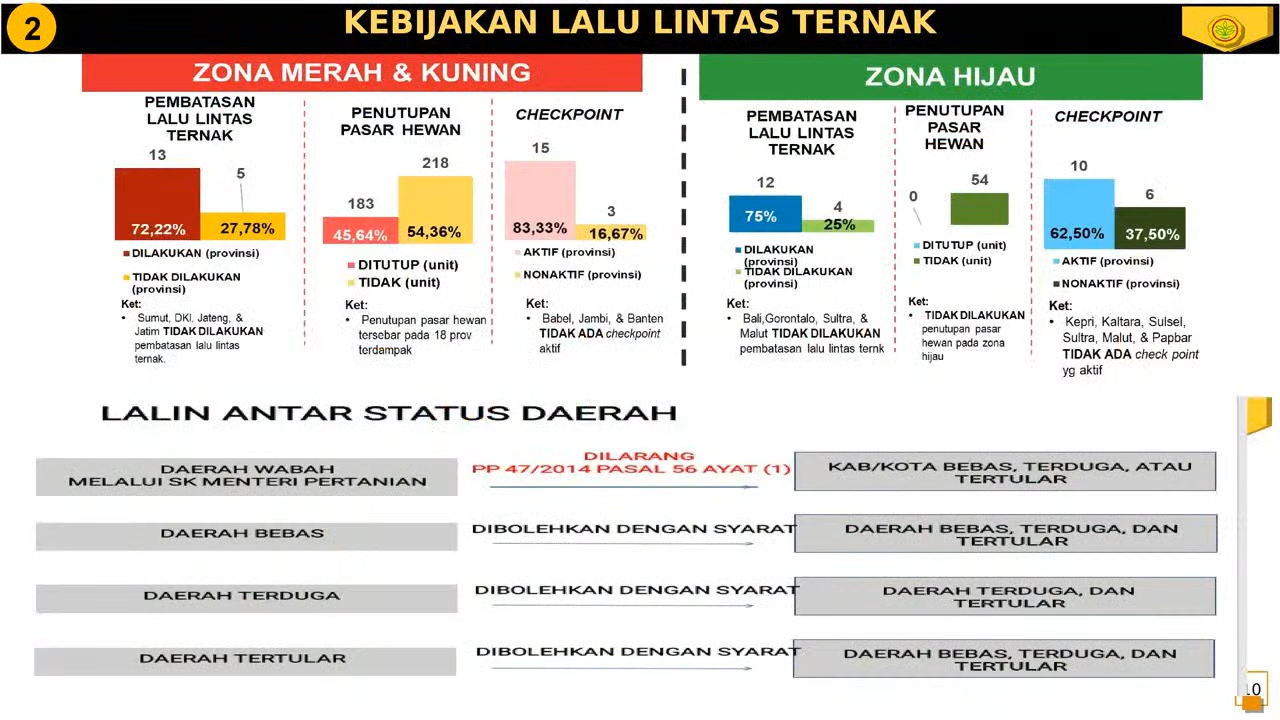 2
KEBIJAKAN LALU LINTAS TERNAK
ZONA MERAH & KUNING
PEMBATASAN
LALU LINTAS
TERNAK
13
5
72,22%
27,78%
DILAKUKAN (provinsi)
TIDAK DILAKUKAN
(provinsi)
Ket:
• Sumut, DKI, Jateng, &
Jatim TIDAK DILAKUKAN
pembatasan lalu lintas
ternak.
PENUTUPAN
PASAR HEWAN
218
183
45,64%
54,36%
DITUTUP (unit)
TIDAK (unit)
Ket:
• Penutupan pasar hewan
tersebar pada 18 prov
terdampak
CHECKPOINT
15
3
83,33%
16,67%
AKTIF (provinsi)
NONAKTIF (provinsi)
Ket:
• Babel, Jambi, & Banten
TIDAK ADA checkpoint
aktif
ZONA HIJAU
PEMBATASAN
LALU LINTAS
TERNAK
12
4
75%
25%
DILAKUKAN
(provinsi)
TIDAK DILAKUKAN
(provinsi)
Ket:
• Bali,Gorontalo, Sultra, &
Malut TIDAK DILAKUKAN
pembatasan lalu lintas ternk
PENUTUPAN
PASAR
HEWAN
0
54
DITUTUP (unit)
TIDAK (unit)
Ket:
• TIDAK DILAKUKAN
penutupan pasar
hewan pada zona
hijau
CHECKPOINT
10
6
62,50%
37,50%
AKTIF (provinsi)
NONAKTIF (provinsi)
Ket:
• Kepri, Kaltara, Sulsel,
Sultra, Malut, & Papbar
TIDAK ADA check point
yg aktif
LALIN ANTAR STATUS DAERAH
DAERAH WABAH
MELALUI SK MENTERI PERTANIAN
DILARANG
PP 47/2014 PASAL 56 AYAT (1)
KAB/KOTA BEBAS, TERDUGA, ATAU
TERTULAR
DAERAH BEBAS
DIBOLEHKAN DENGAN SYARAT
DAERAH BEBAS, TERDUGA, DAN
TERTULAR
DAERAH TERDUGA
DIBOLEHKAN DENGAN SYARAT
DAERAH TERDUGA, DAN
TERTULAR
DAERAH TERTULAR
DIBOLEHKAN DENGAN SYARAT
DAERAH BEBAS, TERDUGA, DAN
TERTULAR
10